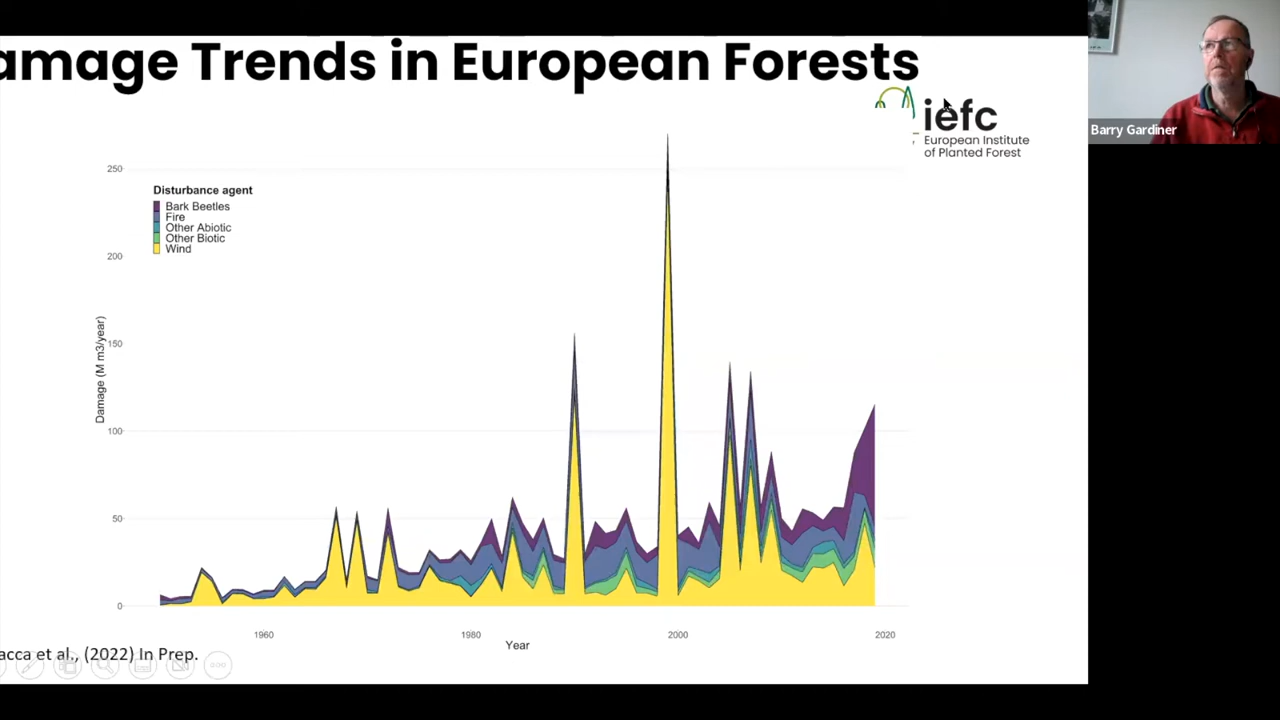 amage Trends in European Forests
iefc
European Institute
of Planted Forest
Barry Gardiner
Disturbance agent
Bark Beetles
Fire
Other Abiotic
Other Biotic
Wind
Damage (M m3/year)
250
200
150
100
50
0
1960
1980
2000
2020
Year
acca et al., (2022) In Prep.